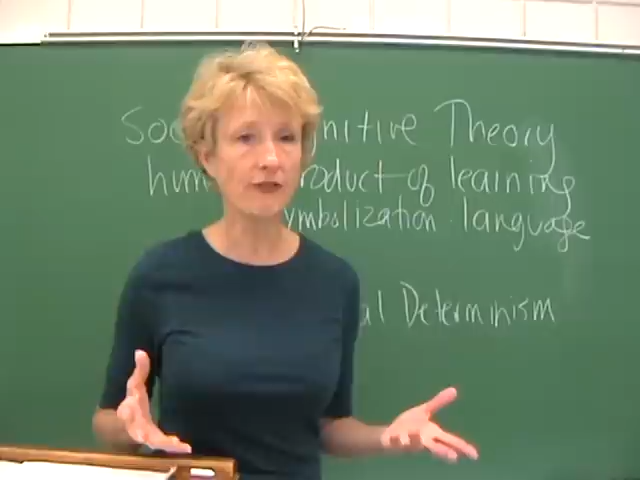 Soc gnitive Theory
hum roduct of learning
ymbolization language
al Determinism